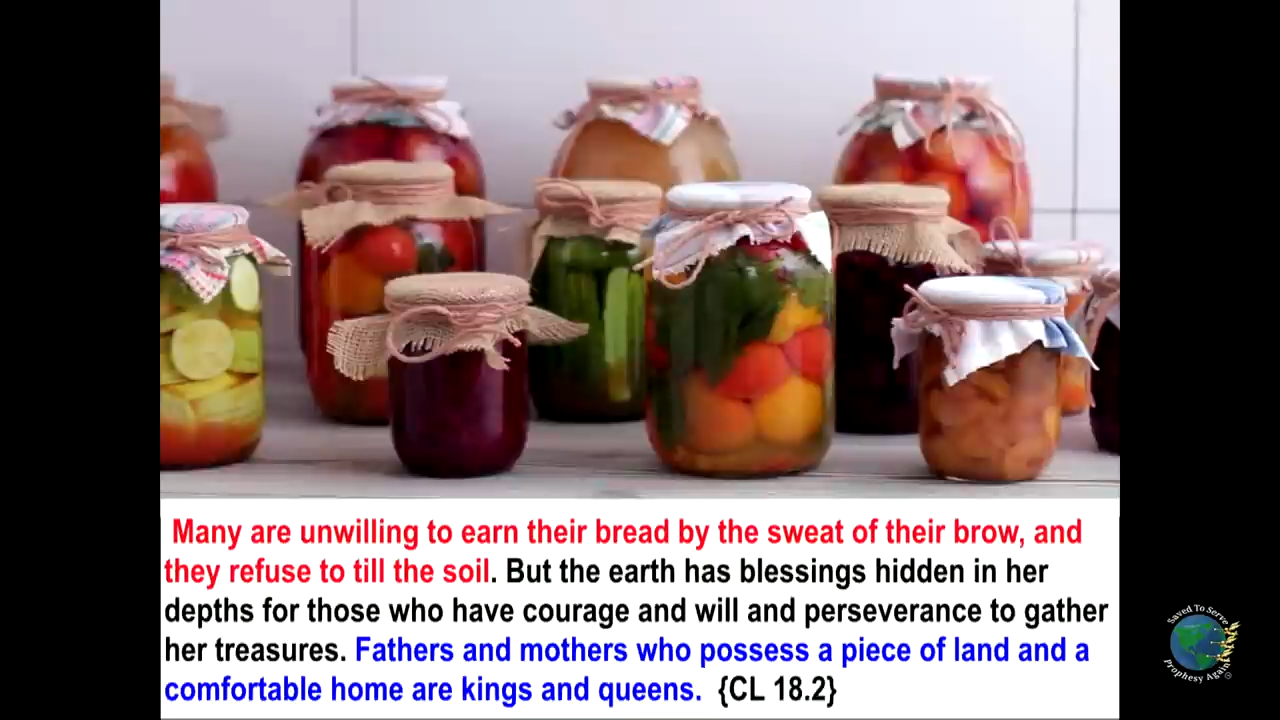 Many are unwilling to earn their bread by the sweat of their brow, and
they refuse to till the soil. But the earth has blessings hidden in her
depths for those who have courage and will and perseverance to gather
her treasures. Fathers and mothers who possess a piece of land and a
comfortable home are kings and queens. {CL 18.2}
Saved To Serve
Prophesy Again